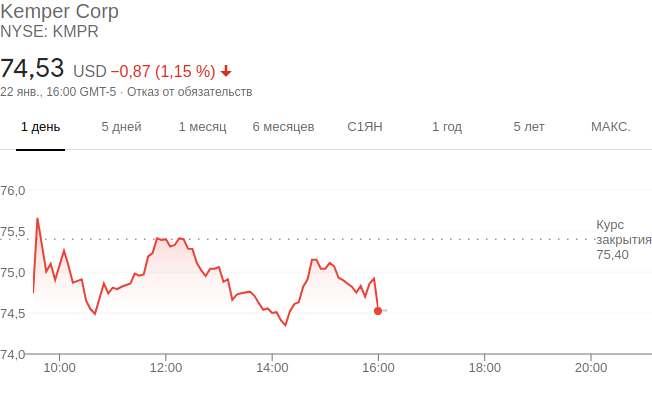 Kemper Corp
NYSE: KMPR
74,53 USD −0,87 (1,15 %)
22 янв., 16:00 GMT-5 · Отказ от обязательств
1 день 5 дней 1 месяц 6 месяцев С1ЯН 1 год 5 лет МАКС.
76,0
75,5
75,0
74,5
74,0
Курс
закрытия
75,40
10:00 12:00 14:00 16:00 18:00 20:00